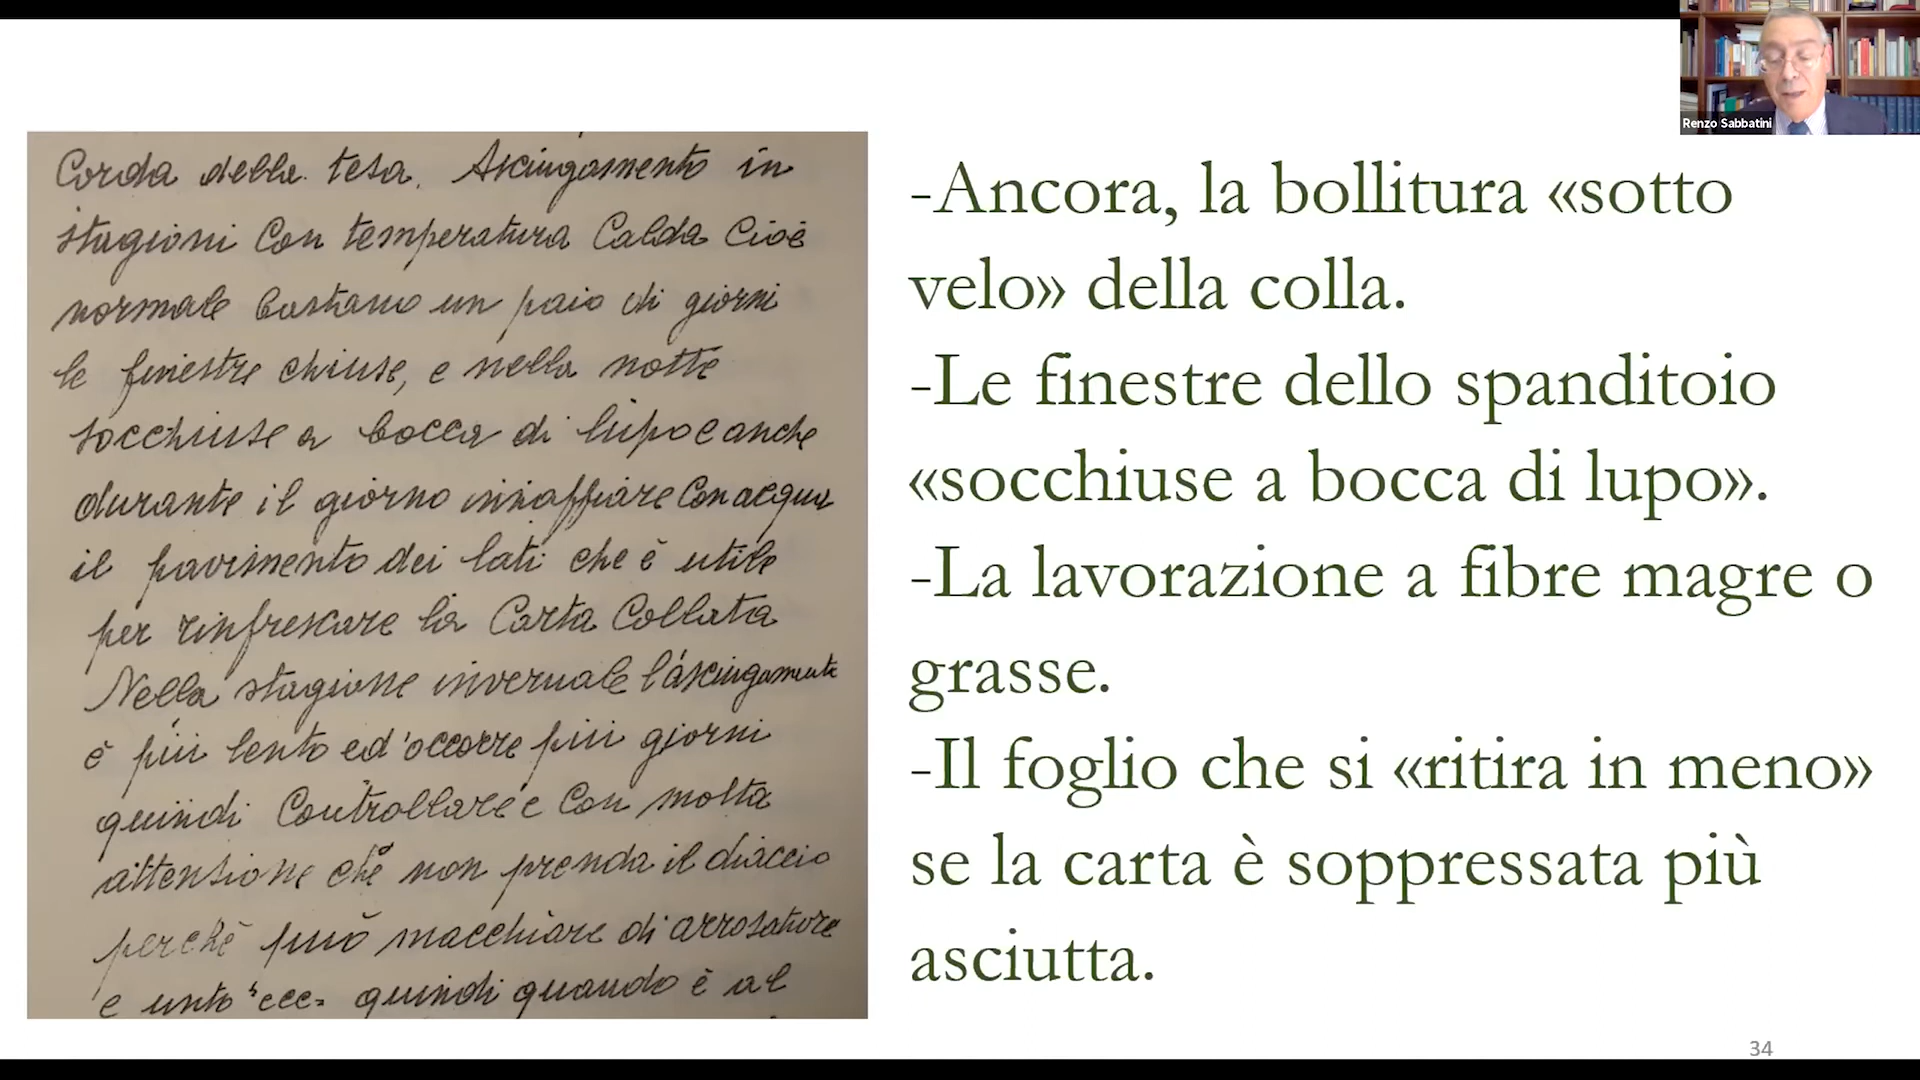 Renzo Sabbatini
Corda della tesa. Asciugamento in
stagioni Con temperatura Calda Cioè
normale bastano un paio di giorni
le finestre chiuse, e nella notte
socchiuse a bocca di lupo e anche
durante il giorno innaffiare Con acqua
il pavimento dei lati che è utile
per rinfrescare la Carta Collata
Nella stagione invernale l'asciugamento
è più lento ed'occorre più giorni
quindi Controllare e Con molta
attensione che non prenda il diaccio
perchè può macchiare di arrosature
e unto ecc= quindi quando è al
-Ancora, la bollitura «sotto
velo» della colla.
-Le finestre dello spanditoio
«socchiuse a bocca di lupo».
-La lavorazione a fibre magre o
grasse.
-Il foglio che si «ritira in meno»
se la carta è soppressata più
asciutta.
34